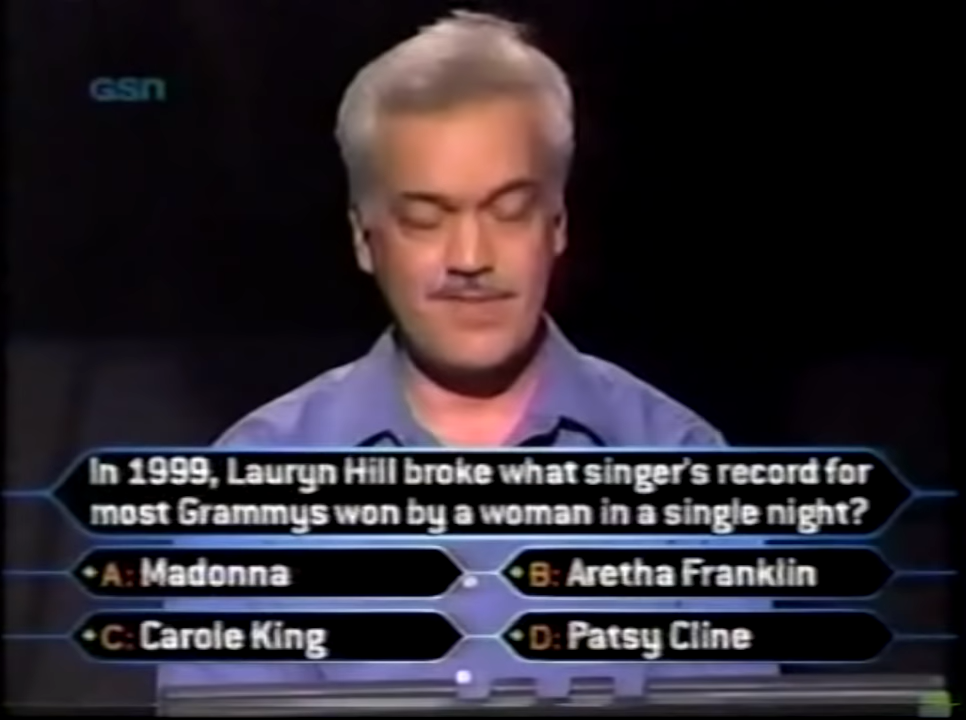 GSN
In 1999, Lauryn Hill broke what singer's record for
most Grammys won by a woman in a single night?
A: Madonna
B: Aretha Franklin
C: Carole King
D: Patsy Cline